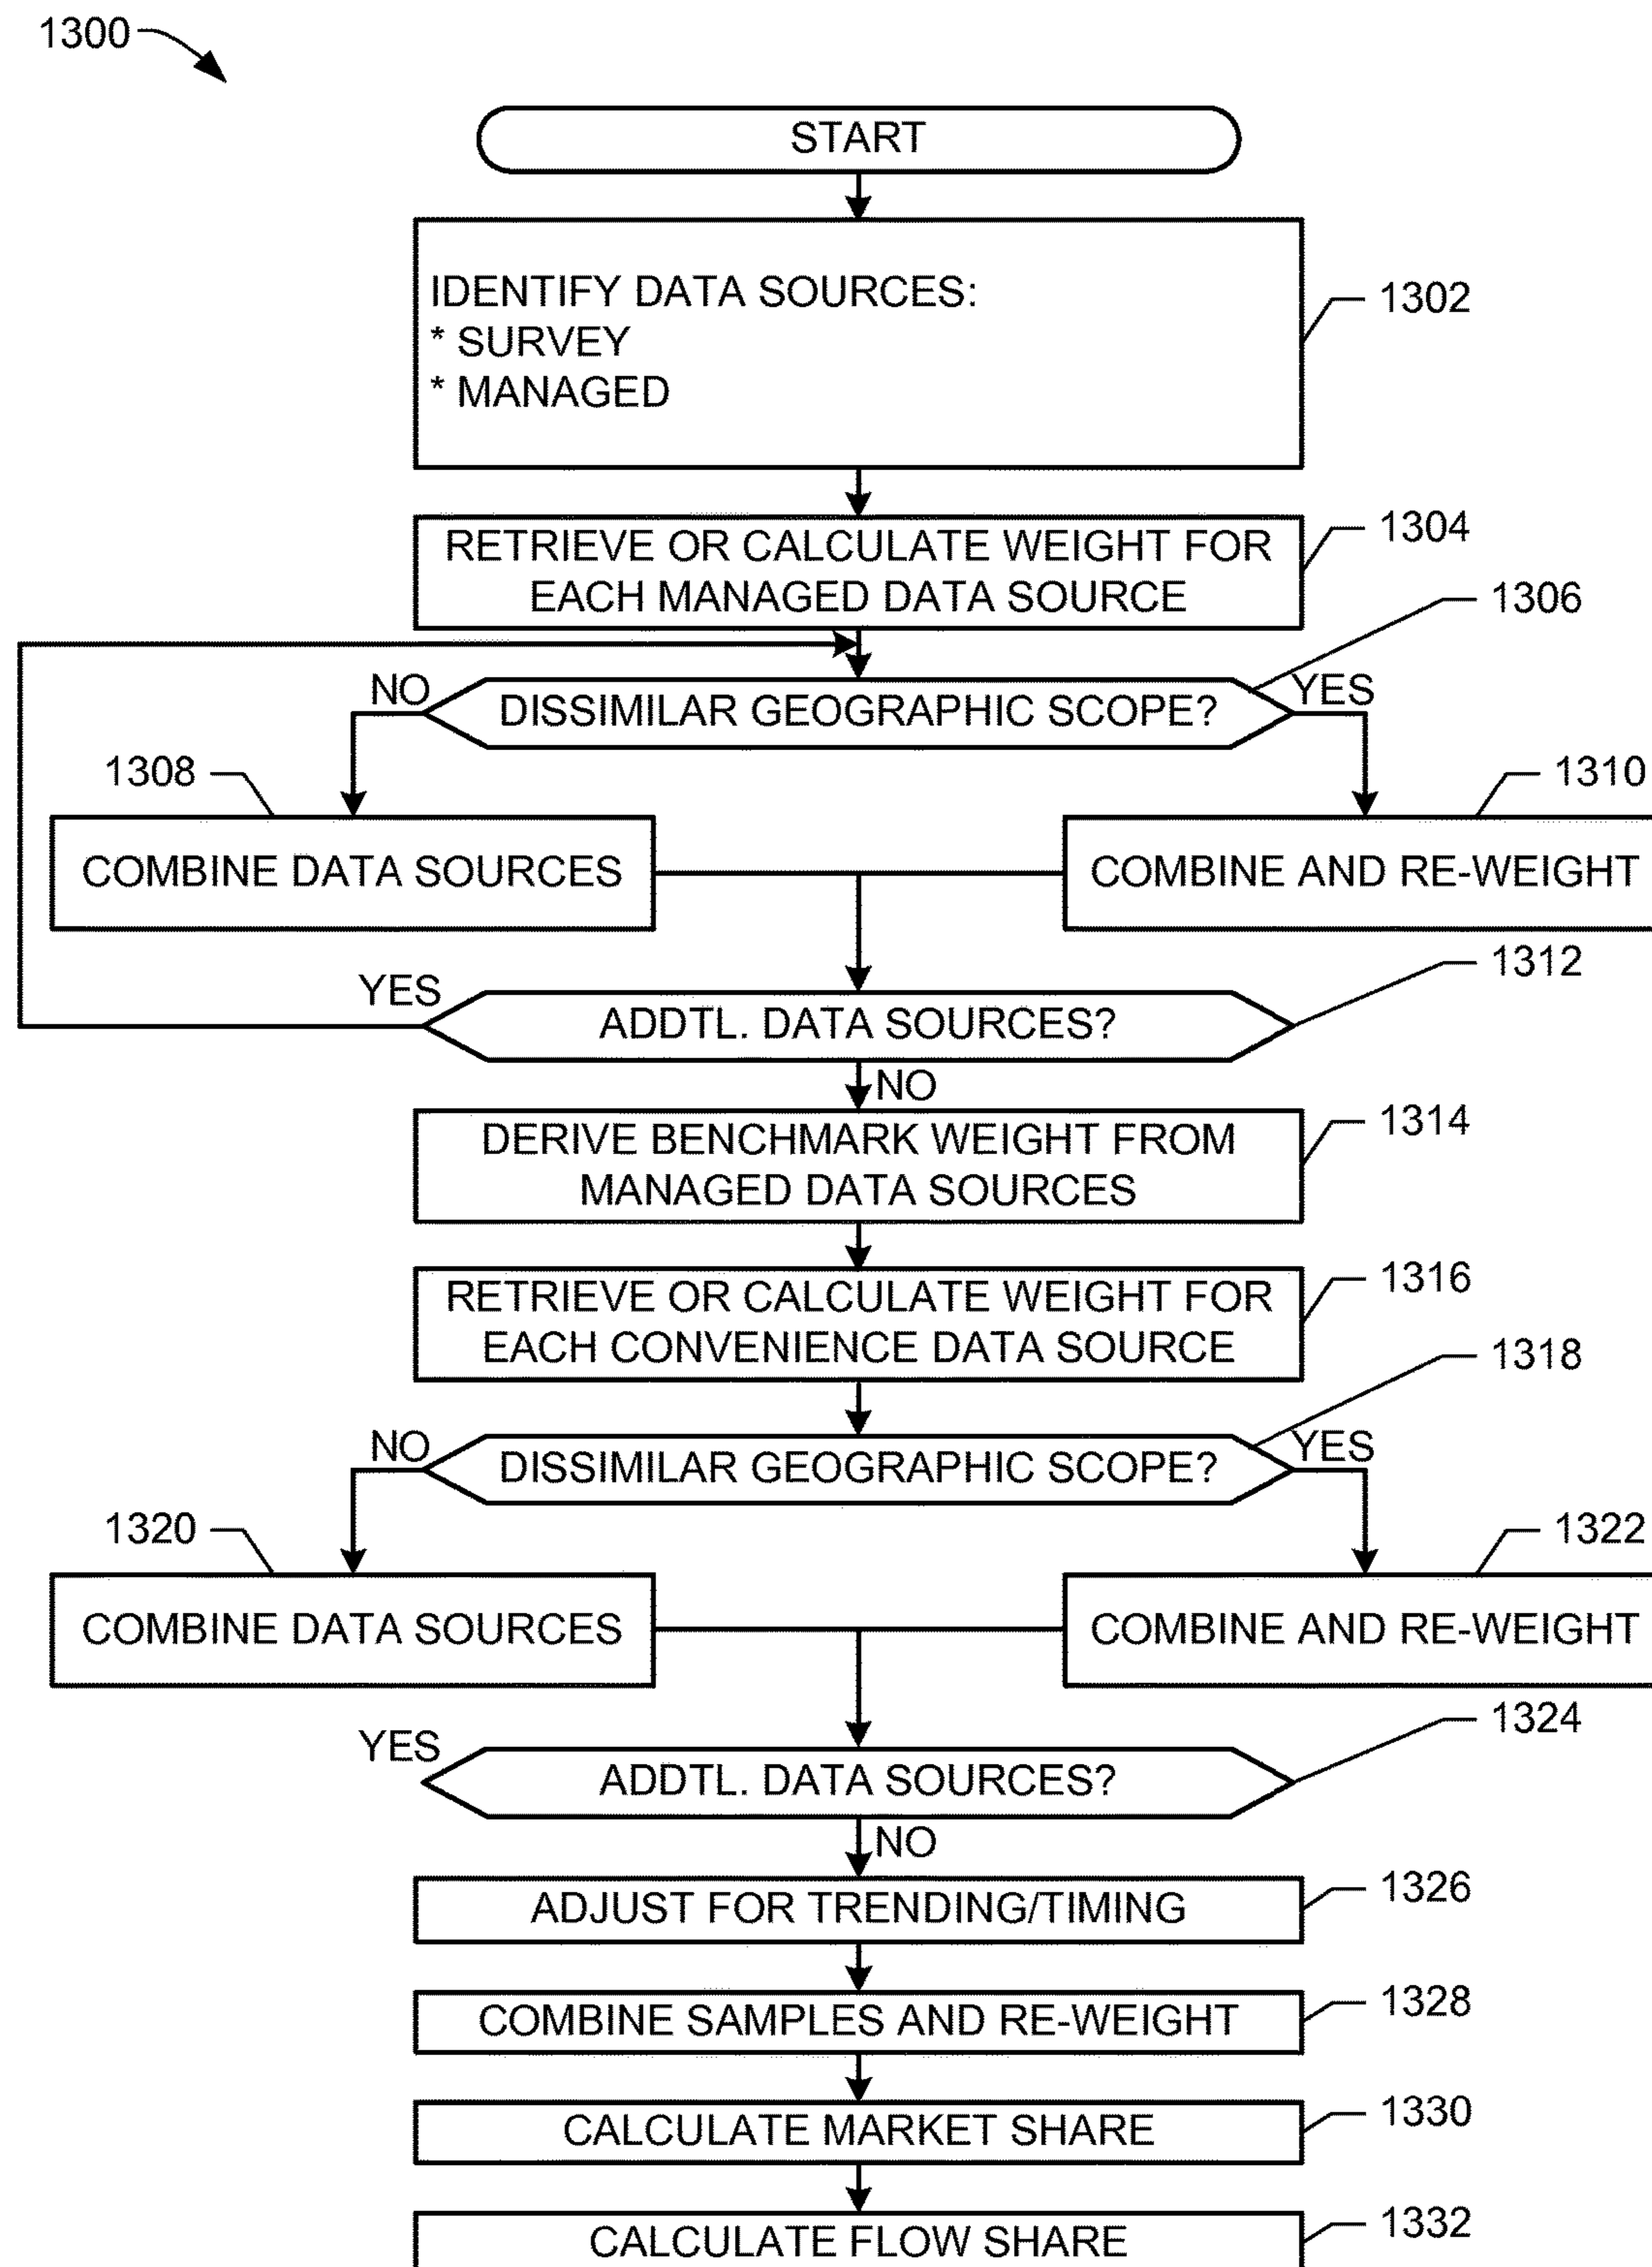 1300
START
IDENTIFY DATA SOURCES:
* SURVEY
* MANAGED
1302
RETRIEVE OR CALCULATE WEIGHT FOR
EACH MANAGED DATA SOURCE
1304
1306
NO
DISSIMILAR GEOGRAPHIC SCOPE?
YES
1308
1310
COMBINE DATA SOURCES
COMBINE AND RE-WEIGHT
1312
YES
ADDTL. DATA SOURCES?
NO
DERIVE BENCHMARK WEIGHT FROM
MANAGED DATA SOURCES
1314
RETRIEVE OR CALCULATE WEIGHT FOR
EACH CONVENIENCE DATA SOURCE
1316
1318
NO
DISSIMILAR GEOGRAPHIC SCOPE?
YES
1320
1322
COMBINE DATA SOURCES
COMBINE AND RE-WEIGHT
1324
YES
ADDTL. DATA SOURCES?
NO
ADJUST FOR TRENDING/TIMING
1326
COMBINE SAMPLES AND RE-WEIGHT
1328
CALCULATE MARKET SHARE
1330
CALCULATE FLOW SHARE
1332